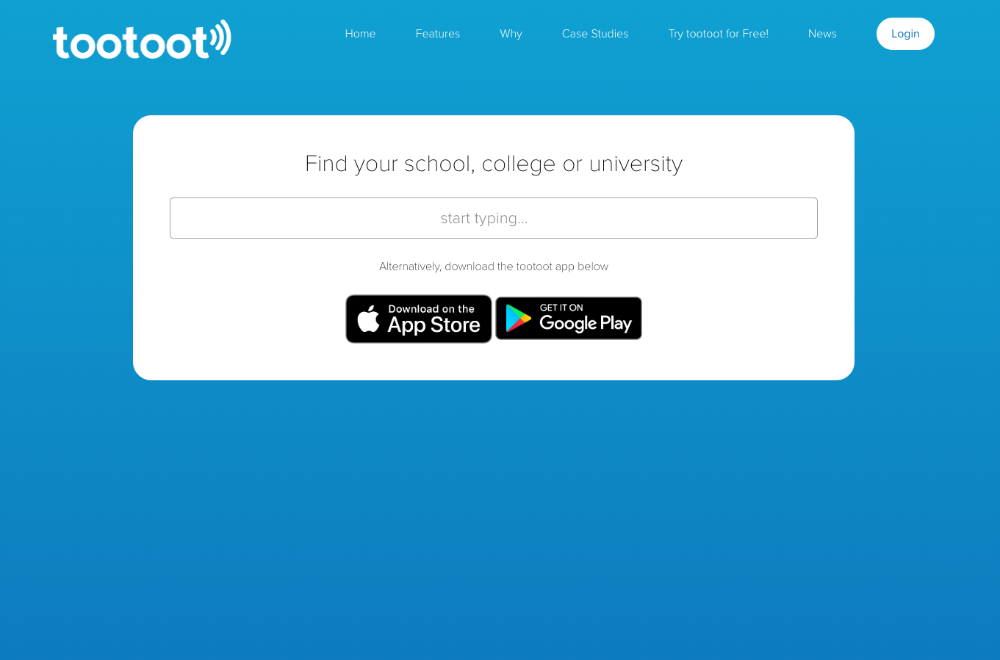 tootoot
Home Features Why Case Studies Try tootoot for Free! News Login
Find your school, college or university
start typing...
Alternatively, download the tootoot app below
Download on the
App Store
GET IT ON
Google Play